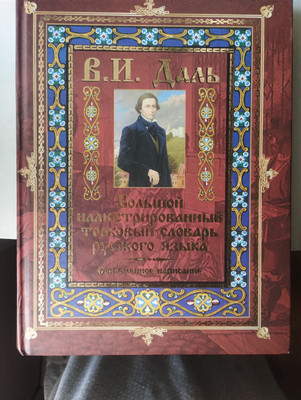 В.И. Даль
Большой
иллюстрированный
толковый словарь
русского языка
современное написание